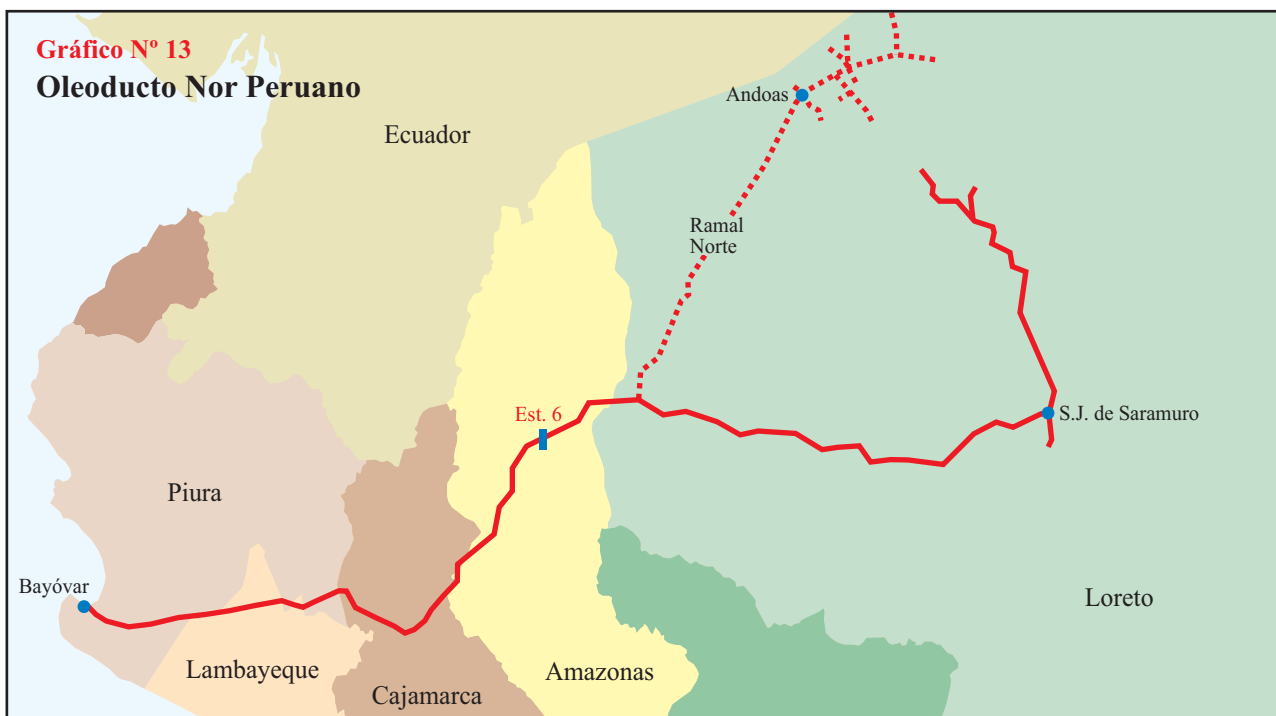 Gráfico Nº 13
Oleoducto Nor Peruano
Andoas
Ecuador
Ramal
Norte
Est. 6
S.J. de Saramuro
Piura
Bayóvar
Loreto
Lambayeque
Amazonas
Cajamarca